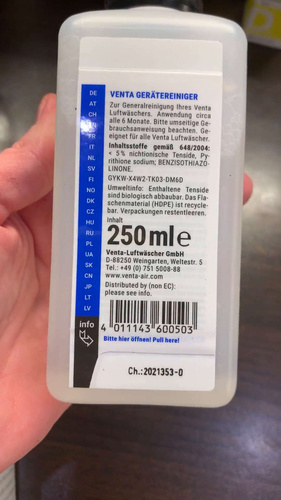 VENTA GERÄTEREINIGER
Zur Generalreinigung Ihres Venta
Luftwäschers. Anwendung circa
alle 6 Monate. Bitte umseitige Ge-
brauchsanweisung beachten. Ge-
eignet für alle Venta Luftwäscher.
Inhaltsstoffe gemäß 648/2004:
< 5% nichtionische Tenside, Py-
rithione sodium; BENZISOTHIAZO-
LINONE.
GYKW-X4W2-TK03-DM6D
Umweltinfo: Enthaltene Tenside
sind biologisch abbaubar. Das Fla-
schenmaterial (HDPE) ist recycle-
bar. Verpackungen restentleeren.
Inhalt
250 ml e
Venta-Luftwäscher GmbH
D-88250 Weingarten, Weltestr. 5
Tel.: +49 (0) 751 5008-88
www.venta-air.com
Distributed by (non EC):
please see info.
4 011143 600503
Bitte hier öffnen! Pull here!
Ch.:2021353-0
DE
AT
CH
FR
IT
NL
SV
FI
NO
DK
CZ
HU
RU
PL
UA
SK
CN
JP
LT
LV
info